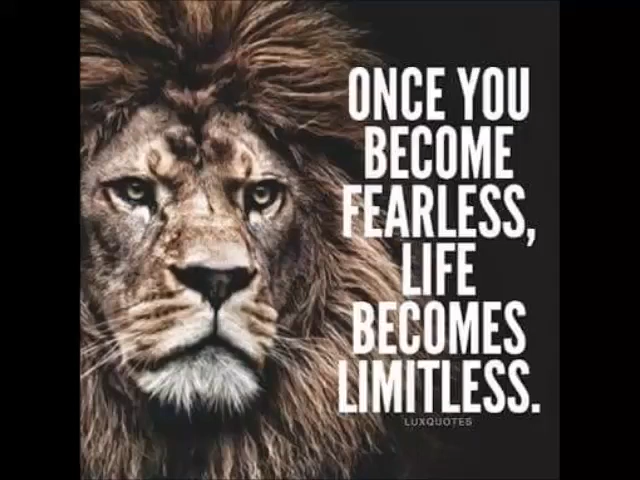 ONCE YOU
BECOME
FEARLESS,
LIFE
BECOMES
LIMITLESS.
LUXQUOTES